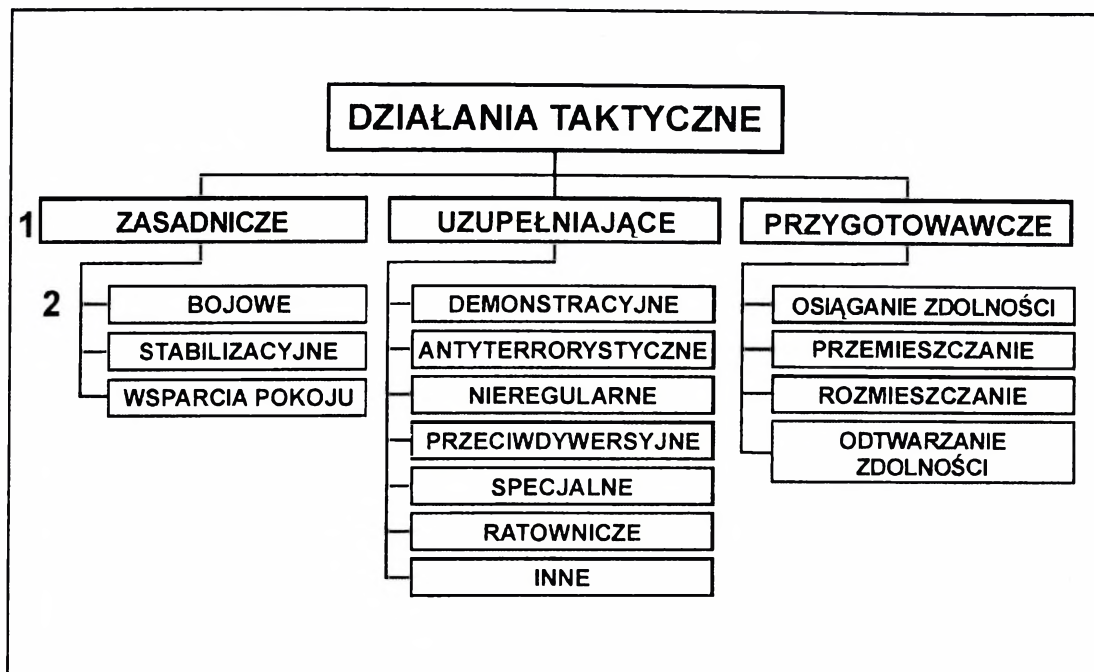 DZIAŁANIA TAKTYCZNE
1 ZASADNICZE
UZUPEŁNIAJĄCE
PRZYGOTOWAWCZE
2 BOJOWE
STABILIZACYJNE
WSPARCIA POKOJU
DEMONSTRACYJNE
ANTYTERRORYSTYCZNE
NIEREGULARNE
PRZECIWDYWERSYJNE
SPECJALNE
RATOWNICZE
INNE
OSIĄGANIE ZDOLNOŚCI
PRZEMIESZCZANIE
ROZMIESZCZANIE
ODTWARZANIE
ZDOLNOŚCI